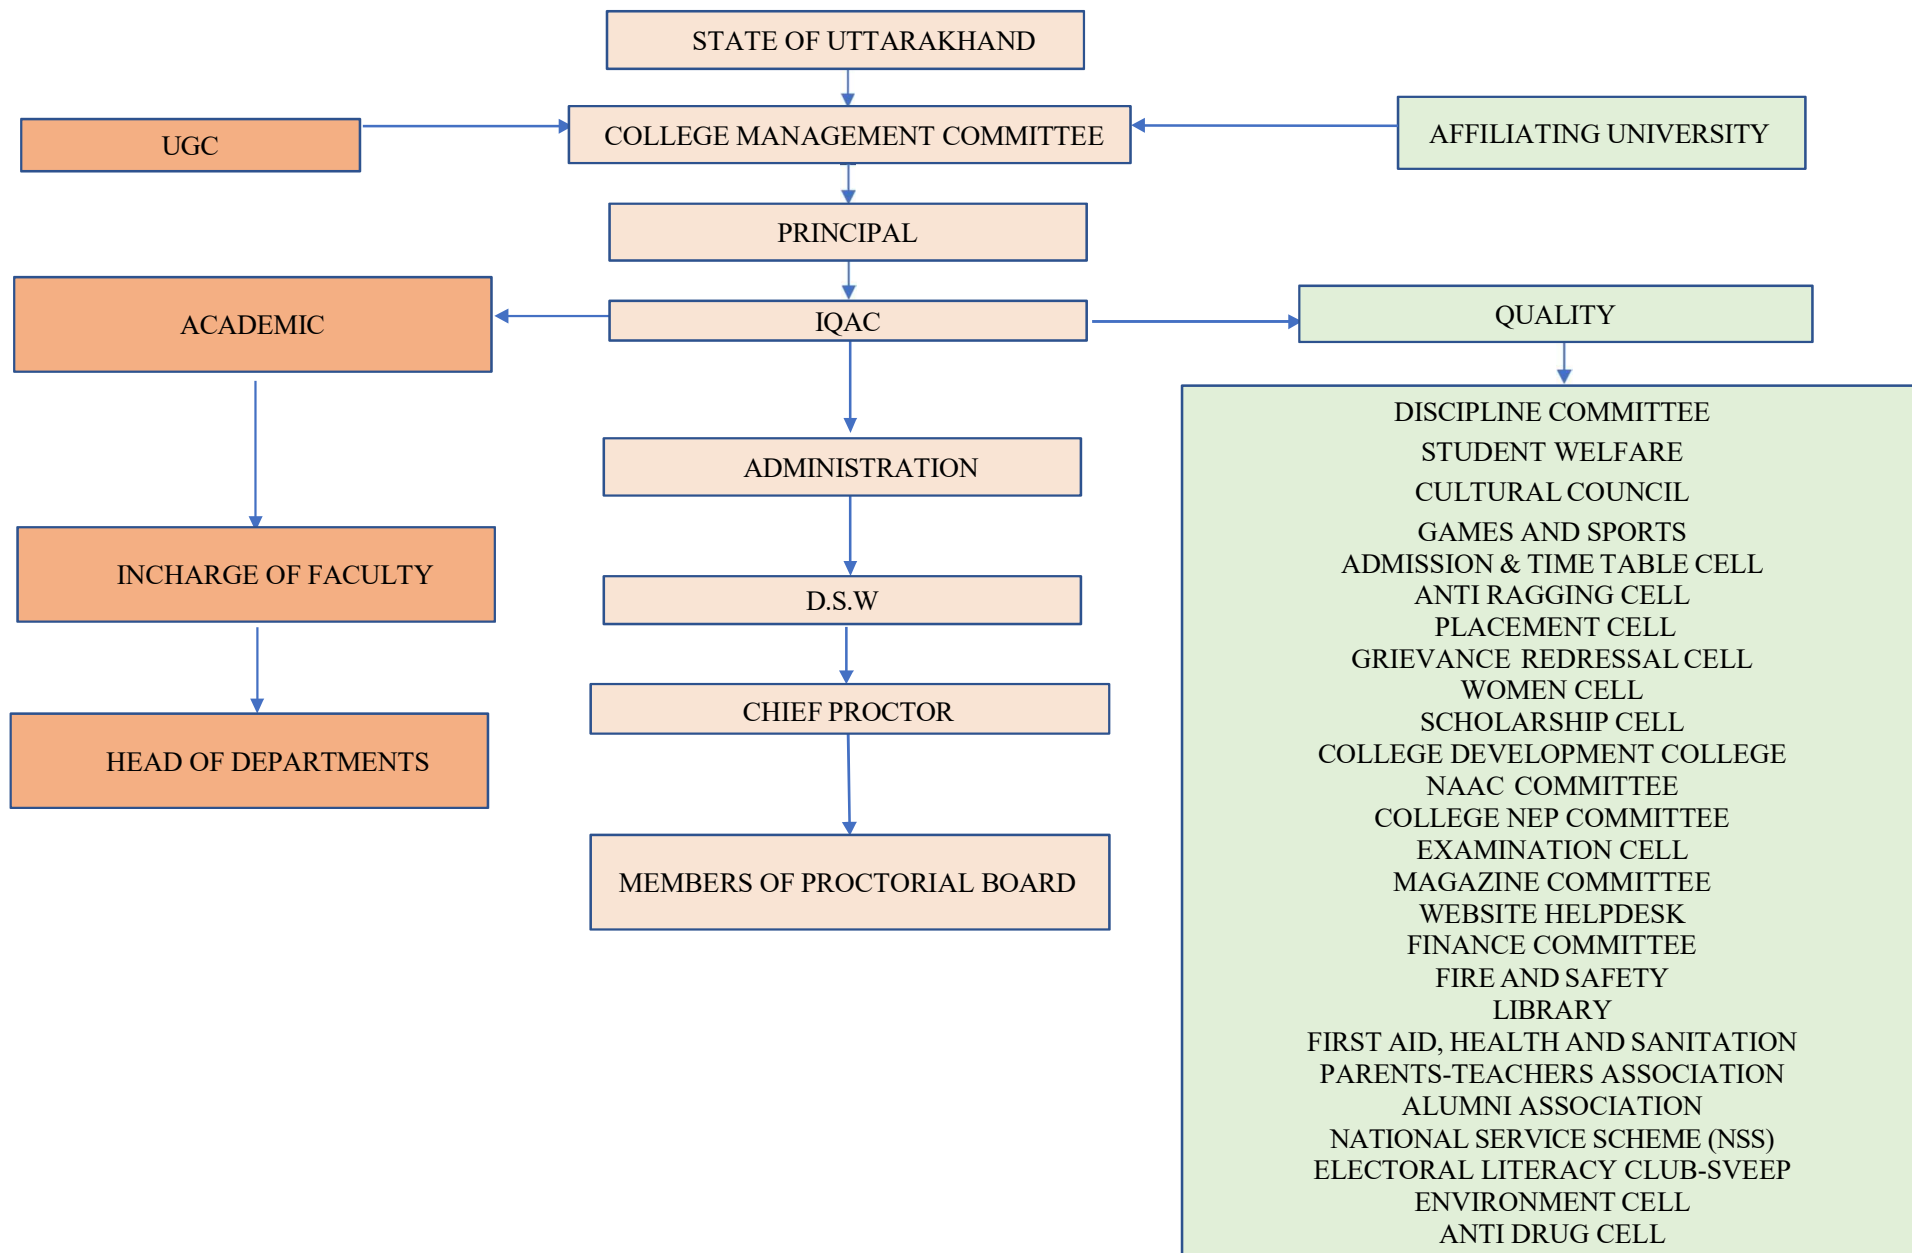 STATE OF UTTARAKHAND
UGC
COLLEGE MANAGEMENT COMMITTEE
AFFILIATING UNIVERSITY
PRINCIPAL
ACADEMIC
IQAC
QUALITY
ADMINISTRATION
INCHARGE OF FACULTY
D.S.W
CHIEF PROCTOR
HEAD OF DEPARTMENTS
MEMBERS OF PROCTORIAL BOARD
DISCIPLINE COMMITTEE
STUDENT WELFARE
CULTURAL COUNCIL
GAMES AND SPORTS
ADMISSION & TIME TABLE CELL
ANTI RAGGING CELL
PLACEMENT CELL
GRIEVANCE REDRESSAL CELL
WOMEN CELL
SCHOLARSHIP CELL
COLLEGE DEVELOPMENT COLLEGE
NAAC COMMITTEE
COLLEGE NEP COMMITTEE
EXAMINATION CELL
MAGAZINE COMMITTEE
WEBSITE HELPDESK
FINANCE COMMITTEE
FIRE AND SAFETY
LIBRARY
FIRST AID, HEALTH AND SANITATION
PARENTS-TEACHERS ASSOCIATION
ALUMNI ASSOCIATION
NATIONAL SERVICE SCHEME (NSS)
ELECTORAL LITERACY CLUB-SVEEP
ENVIRONMENT CELL
ANTI DRUG CELL